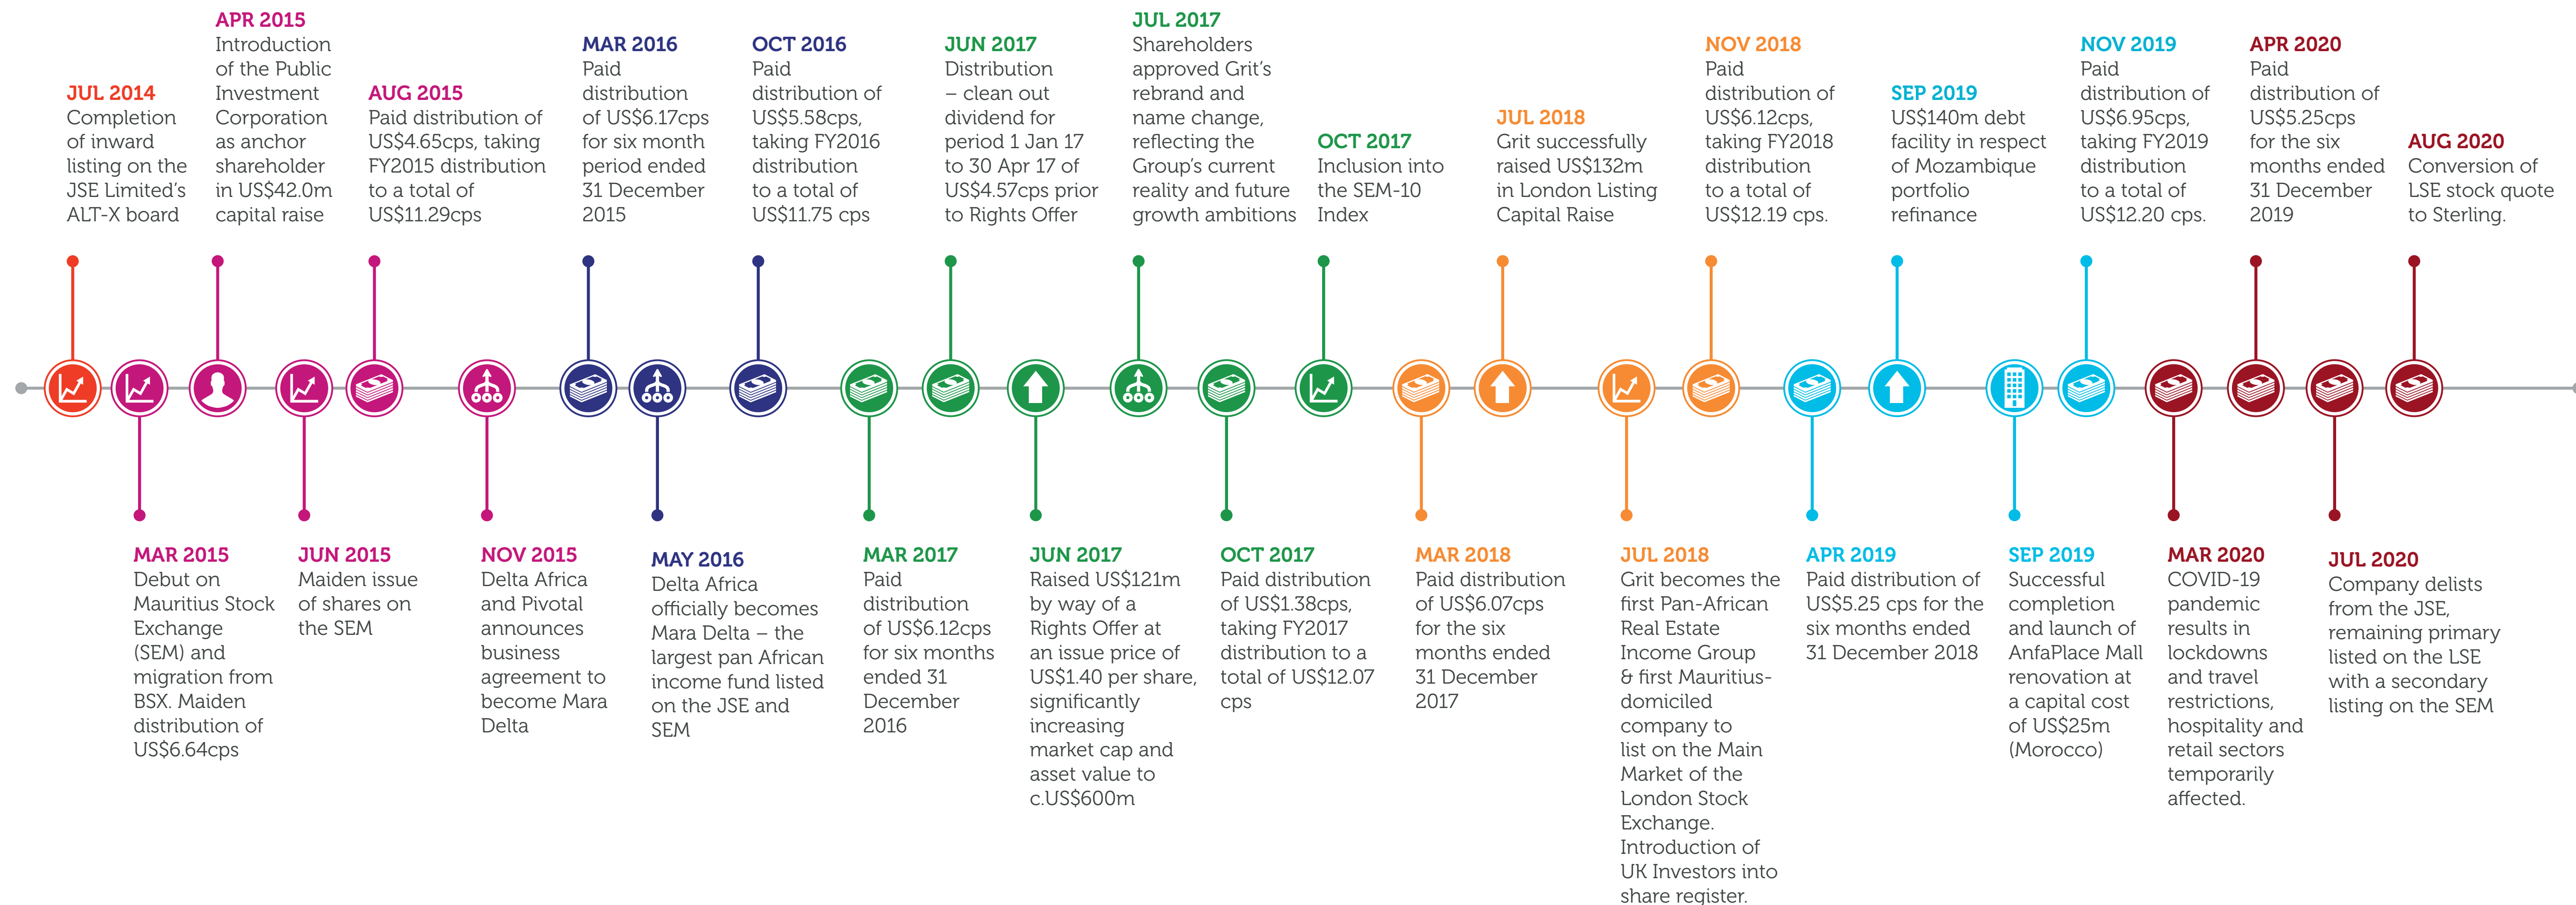 JUL 2014
Completion
of inward
listing on the
JSE Limited's
ALT-X board
APR 2015
Introduction
of the Public
Investment
Corporation
as anchor
shareholder
in US$42.0m
capital raise
AUG 2015
Paid distribution of
US$4.65cps, taking
FY2015 distribution
to a total of
US$11.29cps
MAR 2016
Paid
distribution
of US$6.17cps
for six month
period ended
31 December
2015
OCT 2016
Paid
distribution of
US$5.58cps,
taking FY2016
distribution
to a total of
US$11.75 cps
JUN 2017
Distribution
– clean out
dividend for
period 1 Jan 17
to 30 Apr 17 of
US$4.57cps prior
to Rights Offer
JUL 2017
Shareholders
approved Grit's
rebrand and
name change,
reflecting the
Group's current
reality and future
growth ambitions
OCT 2017
Inclusion into
the SEM-10
Index
JUL 2018
Grit successfully
raised US$132m
in London Listing
Capital Raise
NOV 2018
Paid
distribution of
US$6.12cps,
taking FY2018
distribution
to a total of
US$12.19 cps.
SEP 2019
US$140m debt
facility in respect
of Mozambique
portfolio
refinance
NOV 2019
Paid
distribution of
US$6.95cps,
taking FY2019
distribution
to a total of
US$12.20 cps.
APR 2020
Paid
distribution of
US$5.25cps
for the six
months ended
31 December
2019
AUG 2020
Conversion of
LSE stock quote
to Sterling.
MAR 2015
Debut on
Mauritius Stock
Exchange
(SEM) and
migration from
BSX. Maiden
distribution of
US$6.64cps
JUN 2015
Maiden issue
of shares on
the SEM
NOV 2015
Delta Africa
and Pivotal
announces
business
agreement to
become Mara
Delta
MAY 2016
Delta Africa
officially becomes
Mara Delta – the
largest pan African
income fund listed
on the JSE and
SEM
MAR 2017
Paid
distribution
of US$6.12cps
for six months
ended 31
December
2016
JUN 2017
Raised US$121m
by way of a
Rights Offer at
an issue price of
US$1.40 per share,
significantly
increasing
market cap and
asset value to
c.US$600m
OCT 2017
Paid distribution
of US$1.38cps,
taking FY2017
distribution to a
total of US$12.07
cps
MAR 2018
Paid distribution
of US$6.07cps
for the six
months ended
31 December
2017
JUL 2018
Grit becomes the
first Pan-African
Real Estate
Income Group
& first Mauritius-
domiciled
company to
list on the Main
Market of the
London Stock
Exchange.
Introduction of
UK Investors into
share register.
APR 2019
Paid distribution of
US$5.25 cps for the
six months ended
31 December 2018
SEP 2019
Successful
completion
and launch of
AnfaPlace Mall
renovation at
a capital cost
of US$25m
(Morocco)
MAR 2020
COVID-19
pandemic
results in
lockdowns
and travel
restrictions,
hospitality and
retail sectors
temporarily
affected.
JUL 2020
Company delists
from the JSE,
remaining primary
listed on the LSE
with a secondary
listing on the SEM